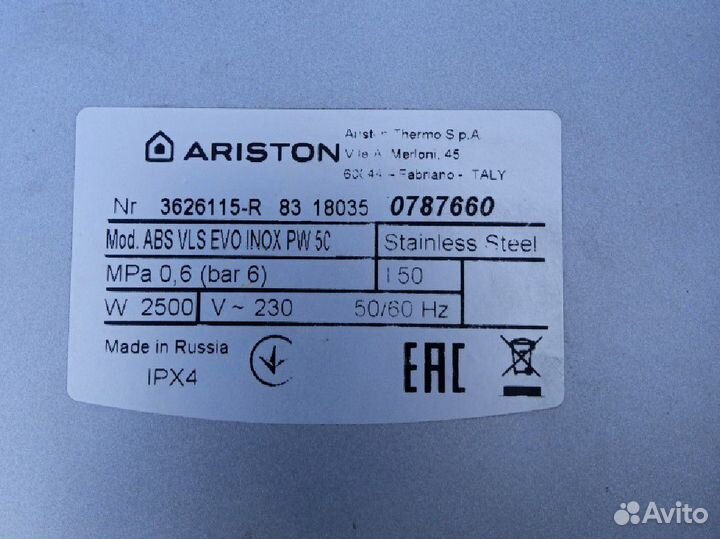 ARISTON
Ariston Thermo S.p.A.
V.le A. Merloni, 45
60044 - Fabriano - ITALY
Nr 3626115-R 83 18035 0787660
Mod. ABS VLS EVO INOX PW 50
Stainless Steel
MPa 0,6 (bar 6)
l 50
W 2500
V ~ 230 50/60 Hz
Made in Russia
IPX4
EAC
Avito